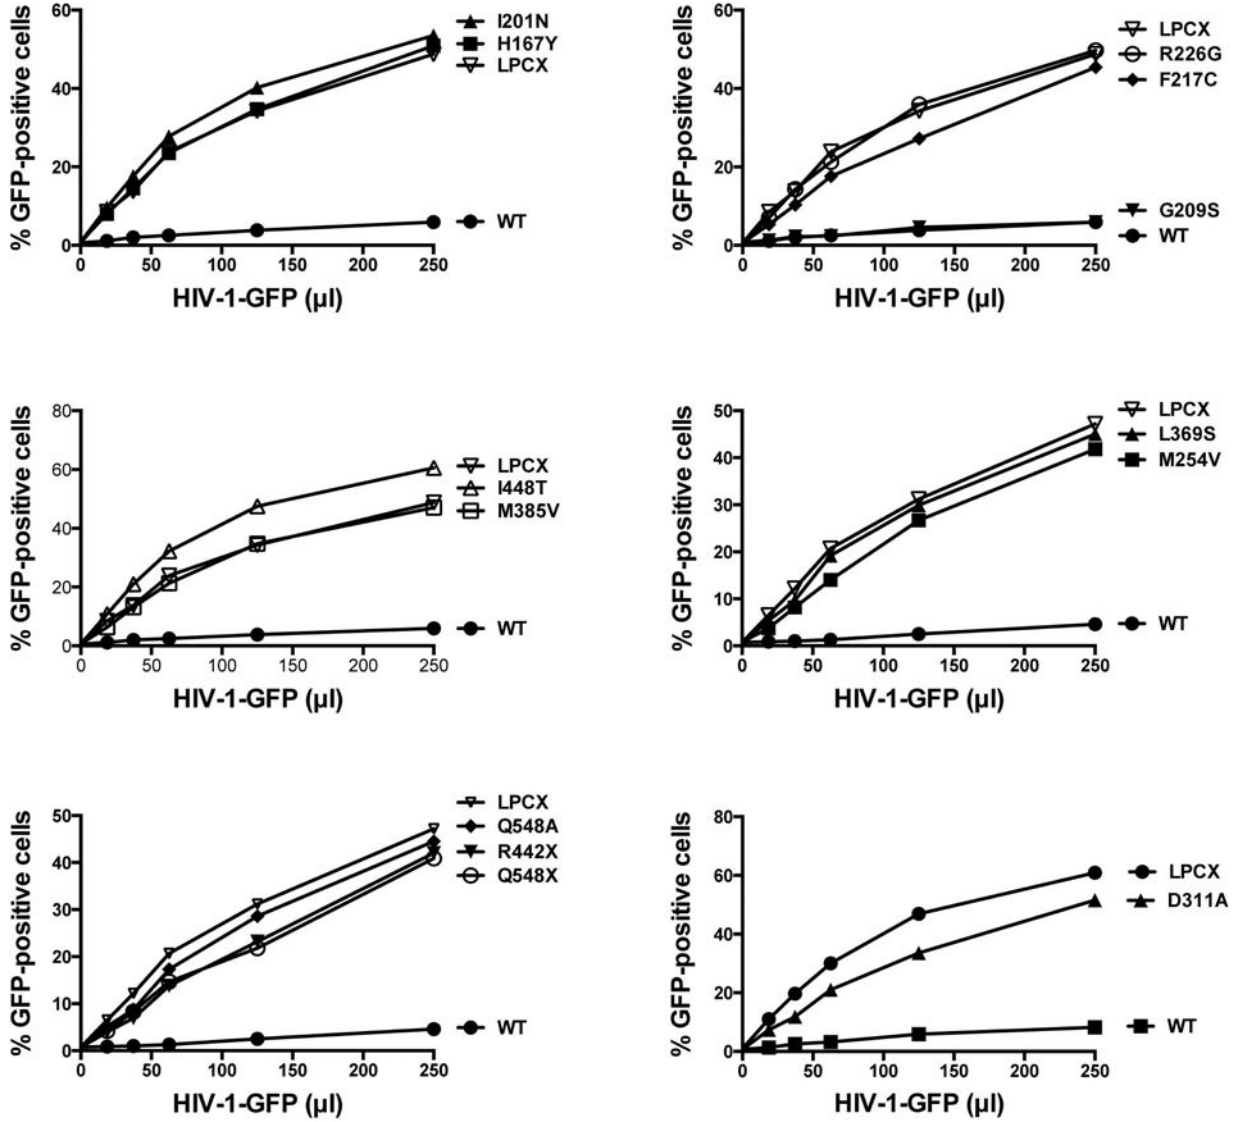 % GFP-positive cells
60
40
20
0
0 50 100 150 200 250
HIV-1-GFP (µl)
I201N
H167Y
LPCX
WT
% GFP-positive cells
60
40
20
0
0 50 100 150 200 250
HIV-1-GFP (µl)
LPCX
R226G
F217C
G209S
WT
% GFP-positive cells
80
60
40
20
0
0 50 100 150 200 250
HIV-1-GFP (µl)
LPCX
I448T
M385V
WT
% GFP-positive cells
50
40
30
20
10
0
0 50 100 150 200 250
HIV-1-GFP (µl)
LPCX
L369S
M254V
WT
% GFP-positive cells
50
40
30
20
10
0
0 50 100 150 200 250
HIV-1-GFP (µl)
LPCX
Q548A
R442X
Q548X
WT
% GFP-positive cells
80
60
40
20
0
0 50 100 150 200 250
HIV-1-GFP (µl)
LPCX
D311A
WT